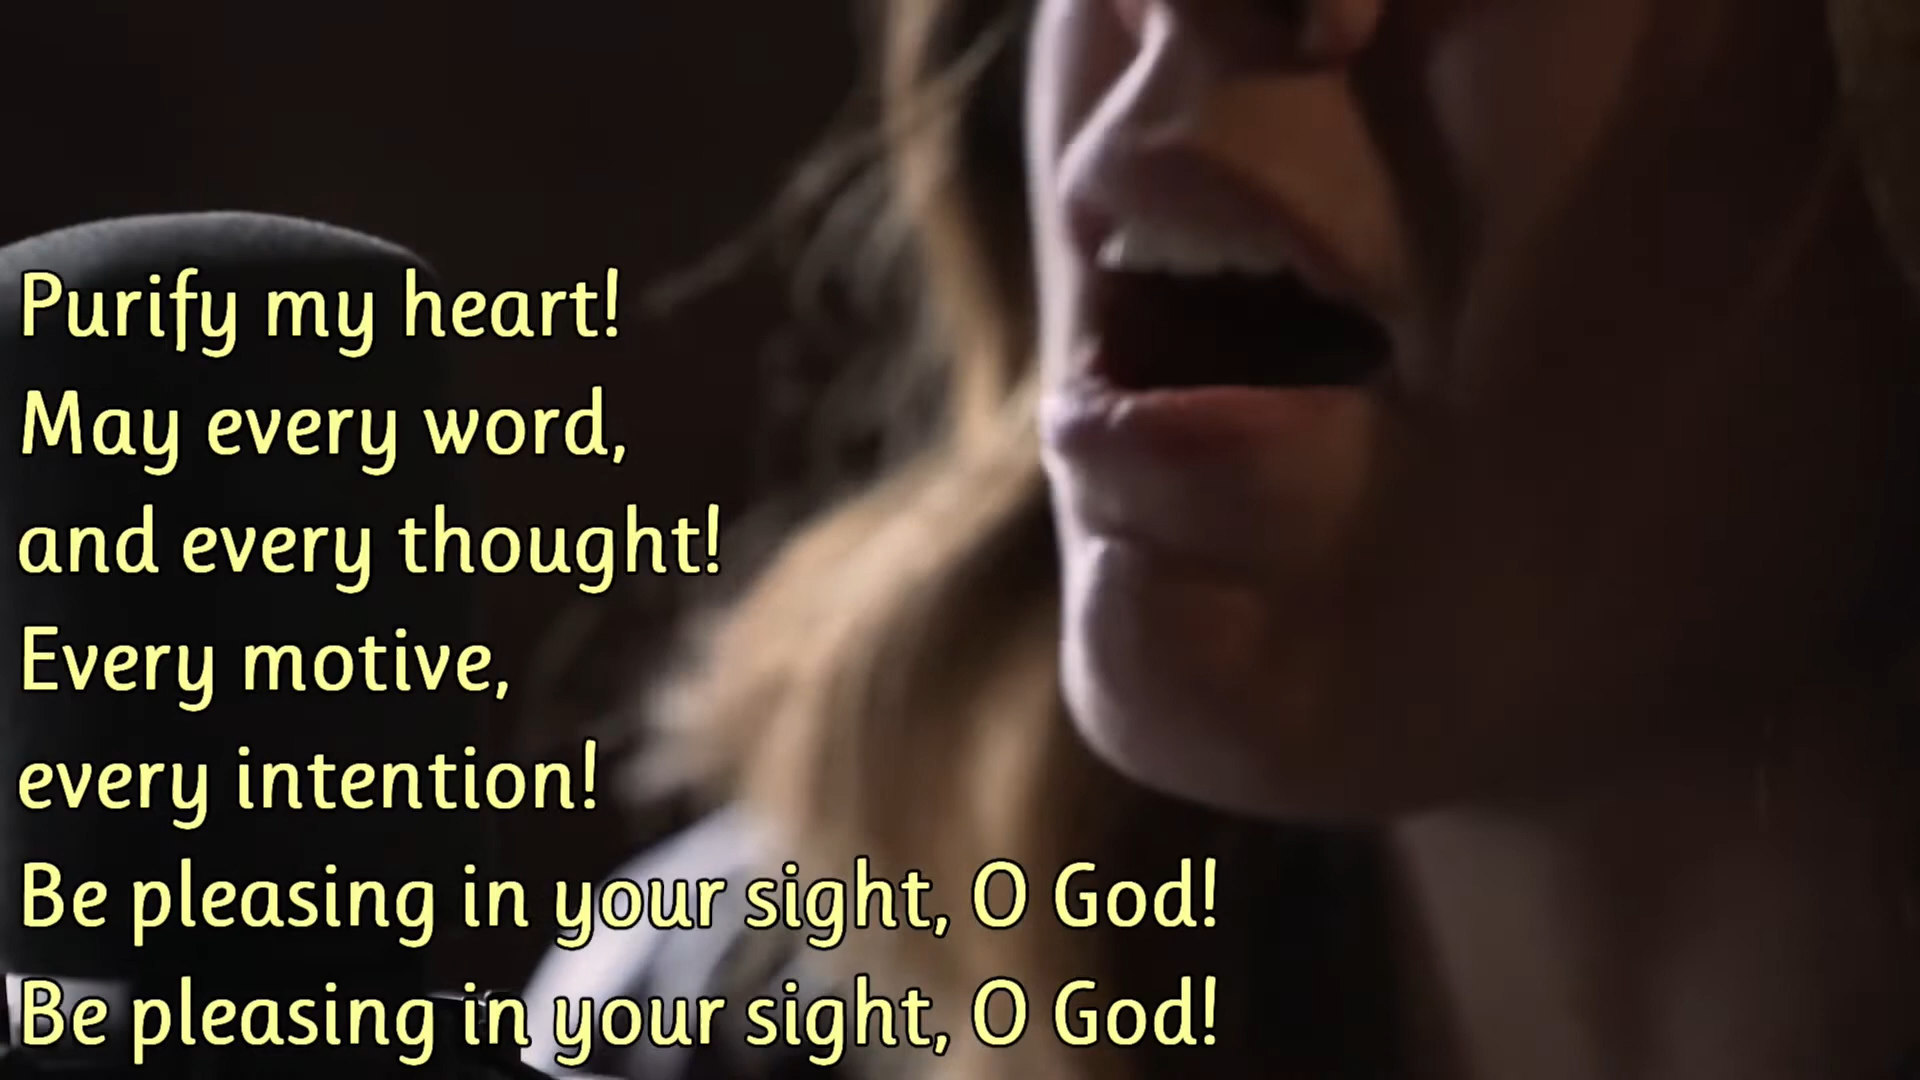 Purify my heart!
May every word,
and every thought!
Every motive,
every intention!
Be pleasing in your sight, O God!
Be pleasing in your sight, O God!